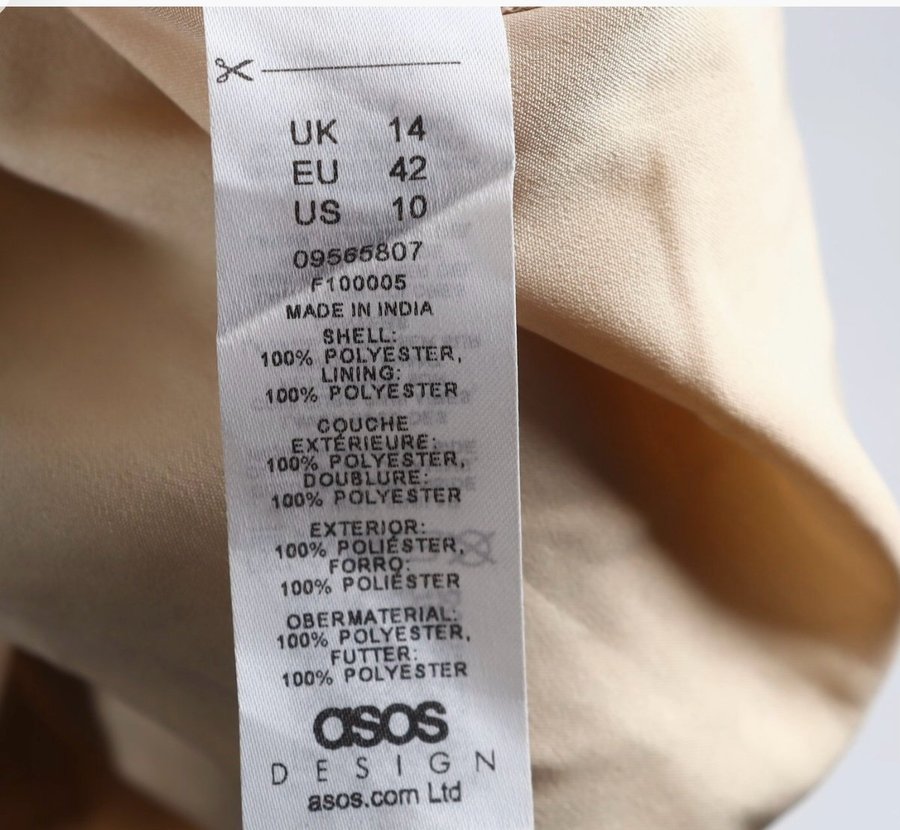 UK 14
EU 42
US 10
09565807
F100005
MADE IN INDIA
SHELL:
100% POLYESTER,
LINING:
100% POLYESTER
COUCHE
EXTÉRIEURE:
100% POLYESTER,
DOUBLURE:
100% POLYESTER
EXTERIOR:
100% POLIÉSTER,
FORRO:
100% POLIÉSTER
OBERMATERIAL:
100% POLYESTER,
FUTTER:
100% POLYESTER
asos
DESIGN
asos.com Ltd